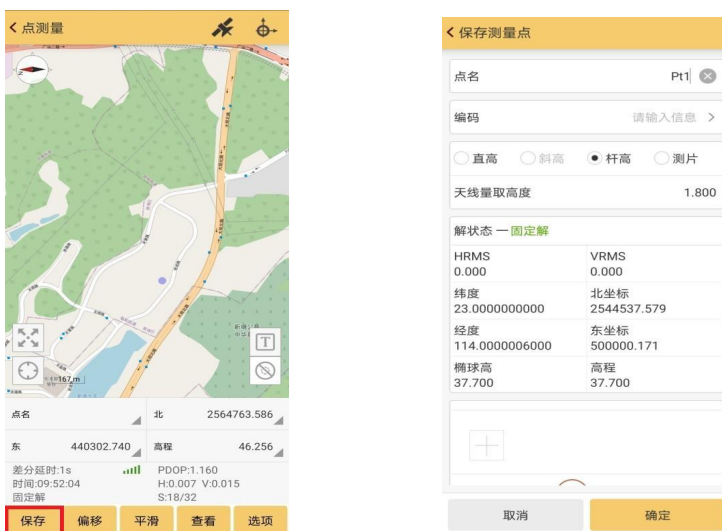 点测量
N
167 m
T
点名
北 2564763.586
东 440302.740
高程 46.256
差分延时:1s
PDOP:1.160
时间:09:52:04
H:0.007 V:0.015
固定解
S:18/32
保存
偏移
平滑
查看
选项
保存测量点
点名 Pt1
编码 请输入信息
直高 斜高 杆高 测片
天线量取高度 1.800
解状态 — 固定解
HRMS
0.000
VRMS
0.000
纬度
23.0000000000
北坐标
2544537.579
经度
114.0000006000
东坐标
500000.171
椭球高
37.700
高程
37.700
取消
确定